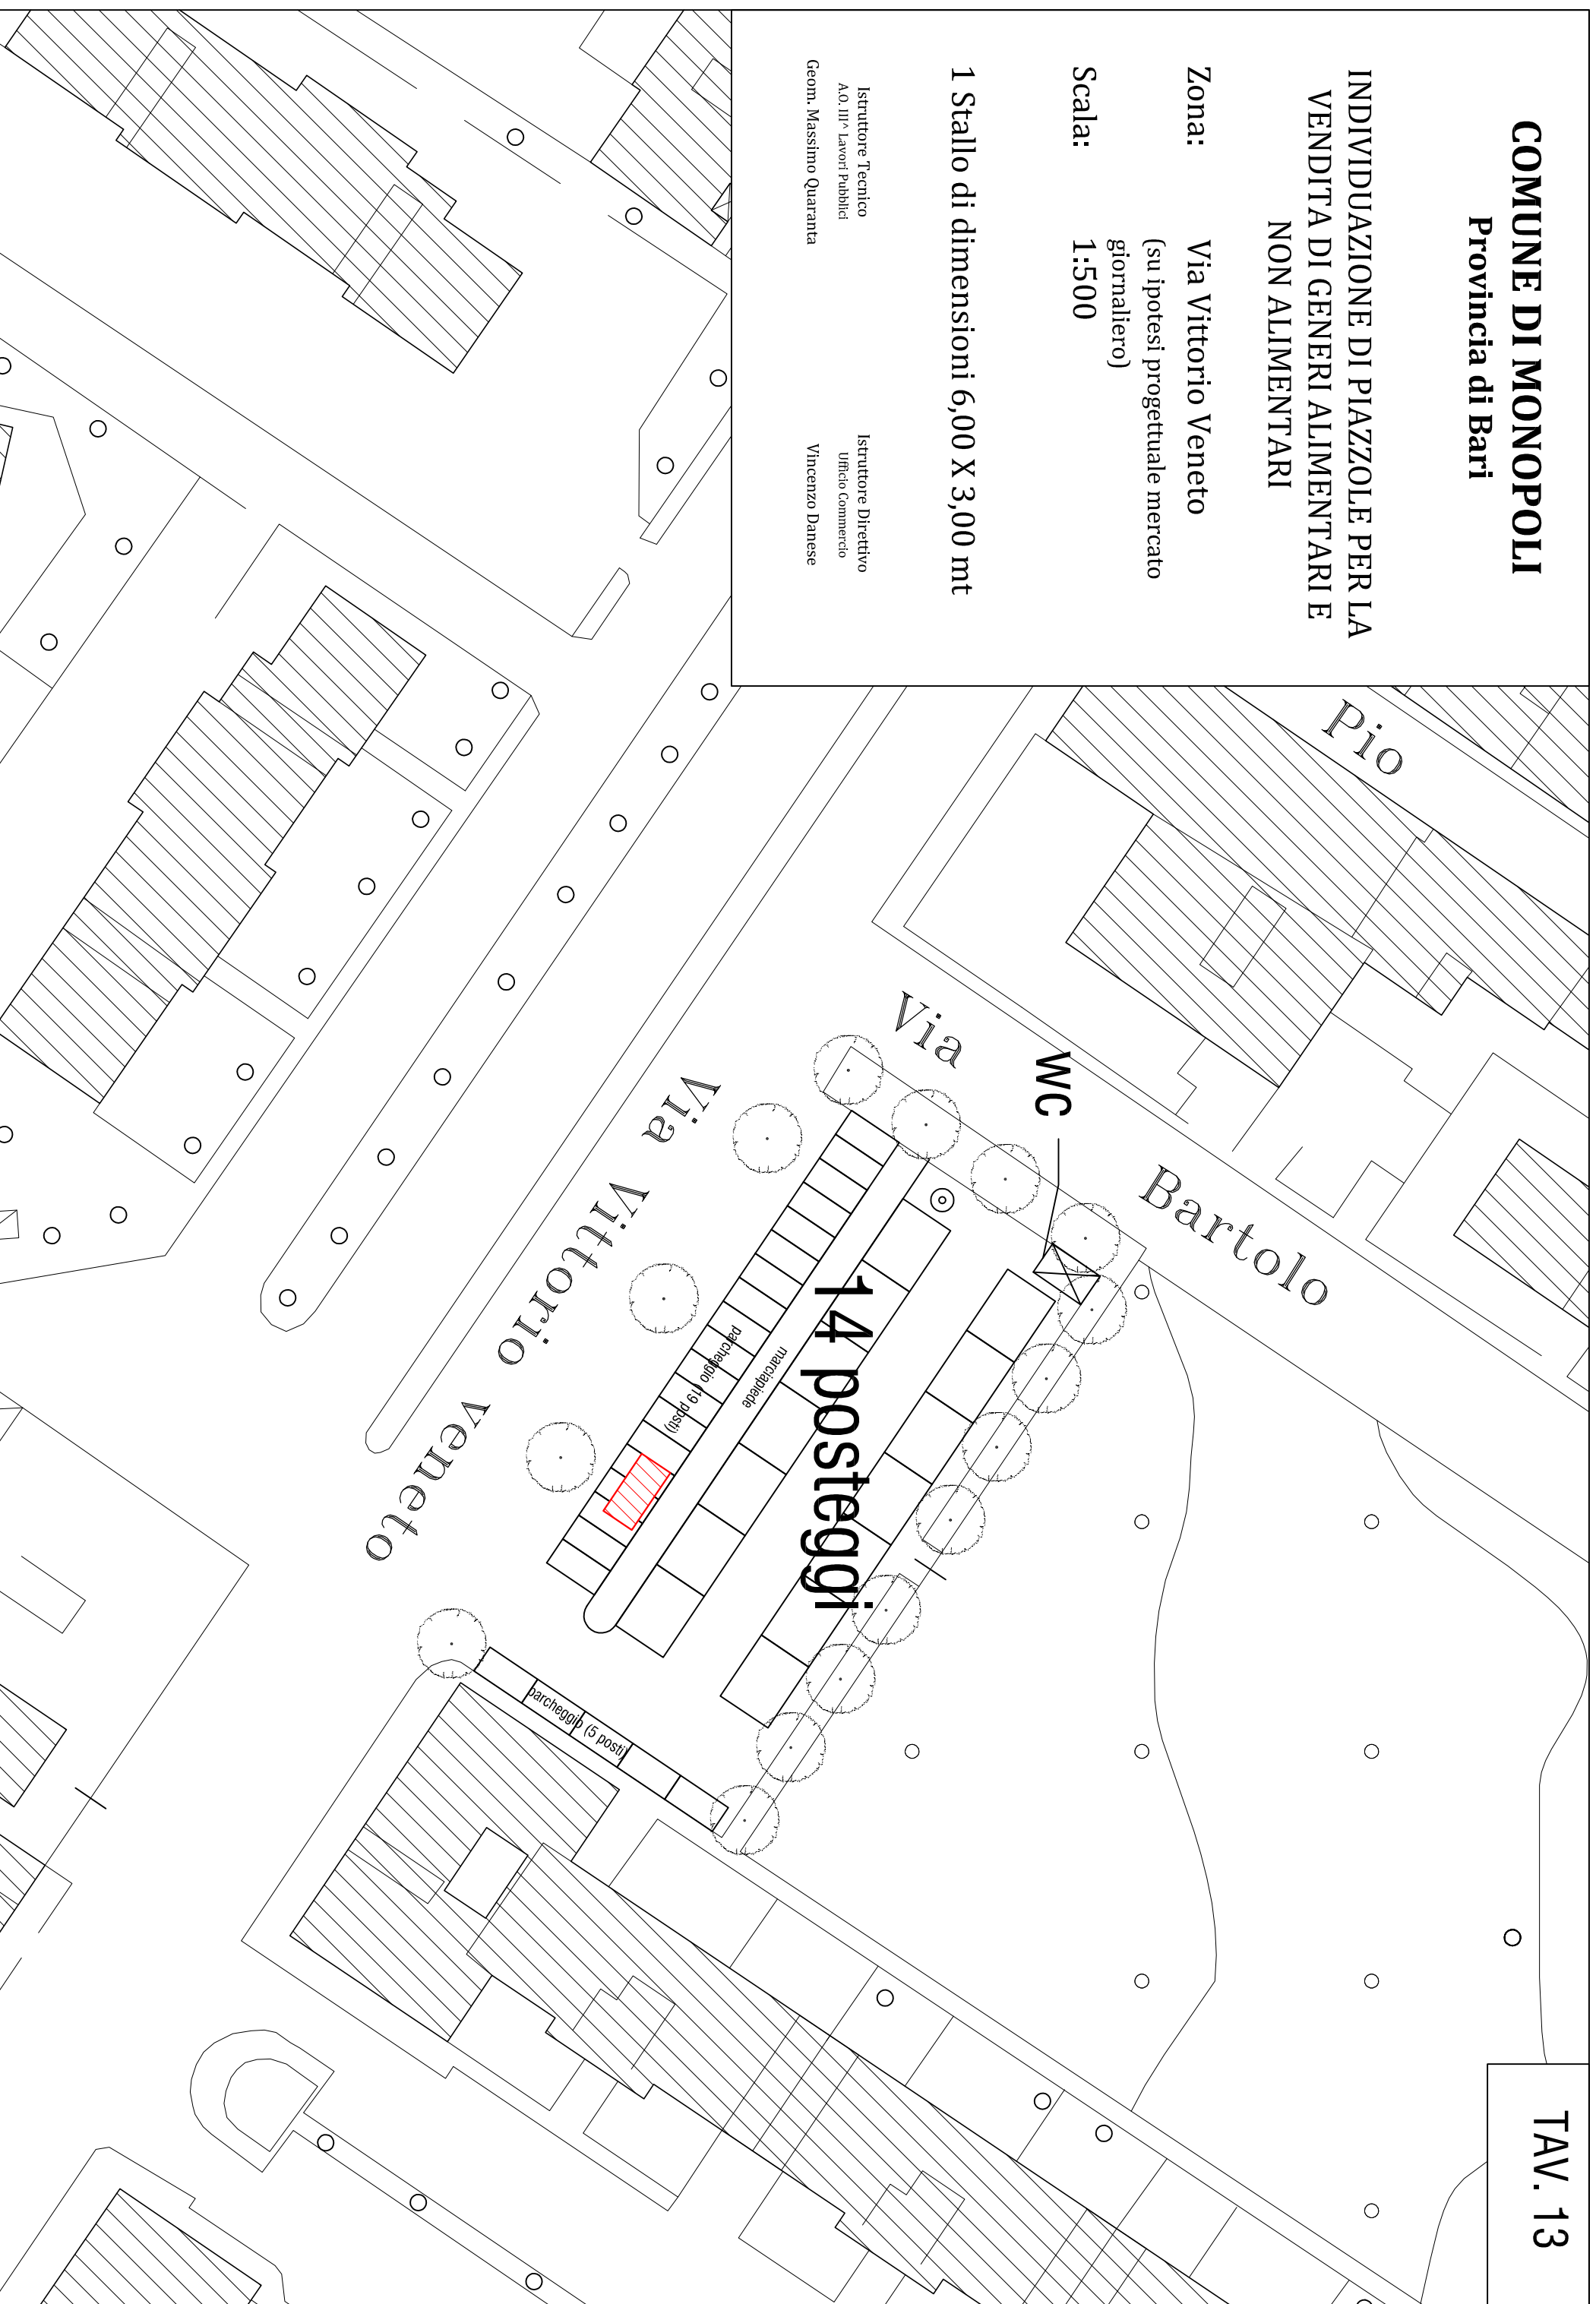 COMUNE DI MONOPOLI
Provincia di Bari
INDIVIDUAZIONE DI PIAZZOLE PER LA
VENDITA DI GENERI ALIMENTARI E
NON ALIMENTARI
Zona: Via Vittorio Veneto
(su ipotesi progettuale mercato
giornaliero)
Scala: 1:500
1 Stallo di dimensioni 6,00 X 3,00 mt
Istruttore Tecnico
A.O. III^ Lavori Pubblici
Geom. Massimo Quaranta
Istruttore Direttivo
Ufficio Commercio
Vincenzo Danese
Pio
Via
Bartolo
WC
14 posteggi
marciapiede
parcheggio (19 posti)
Via Vittorio veneto
parcheggio (5 posti)
TAV. 13